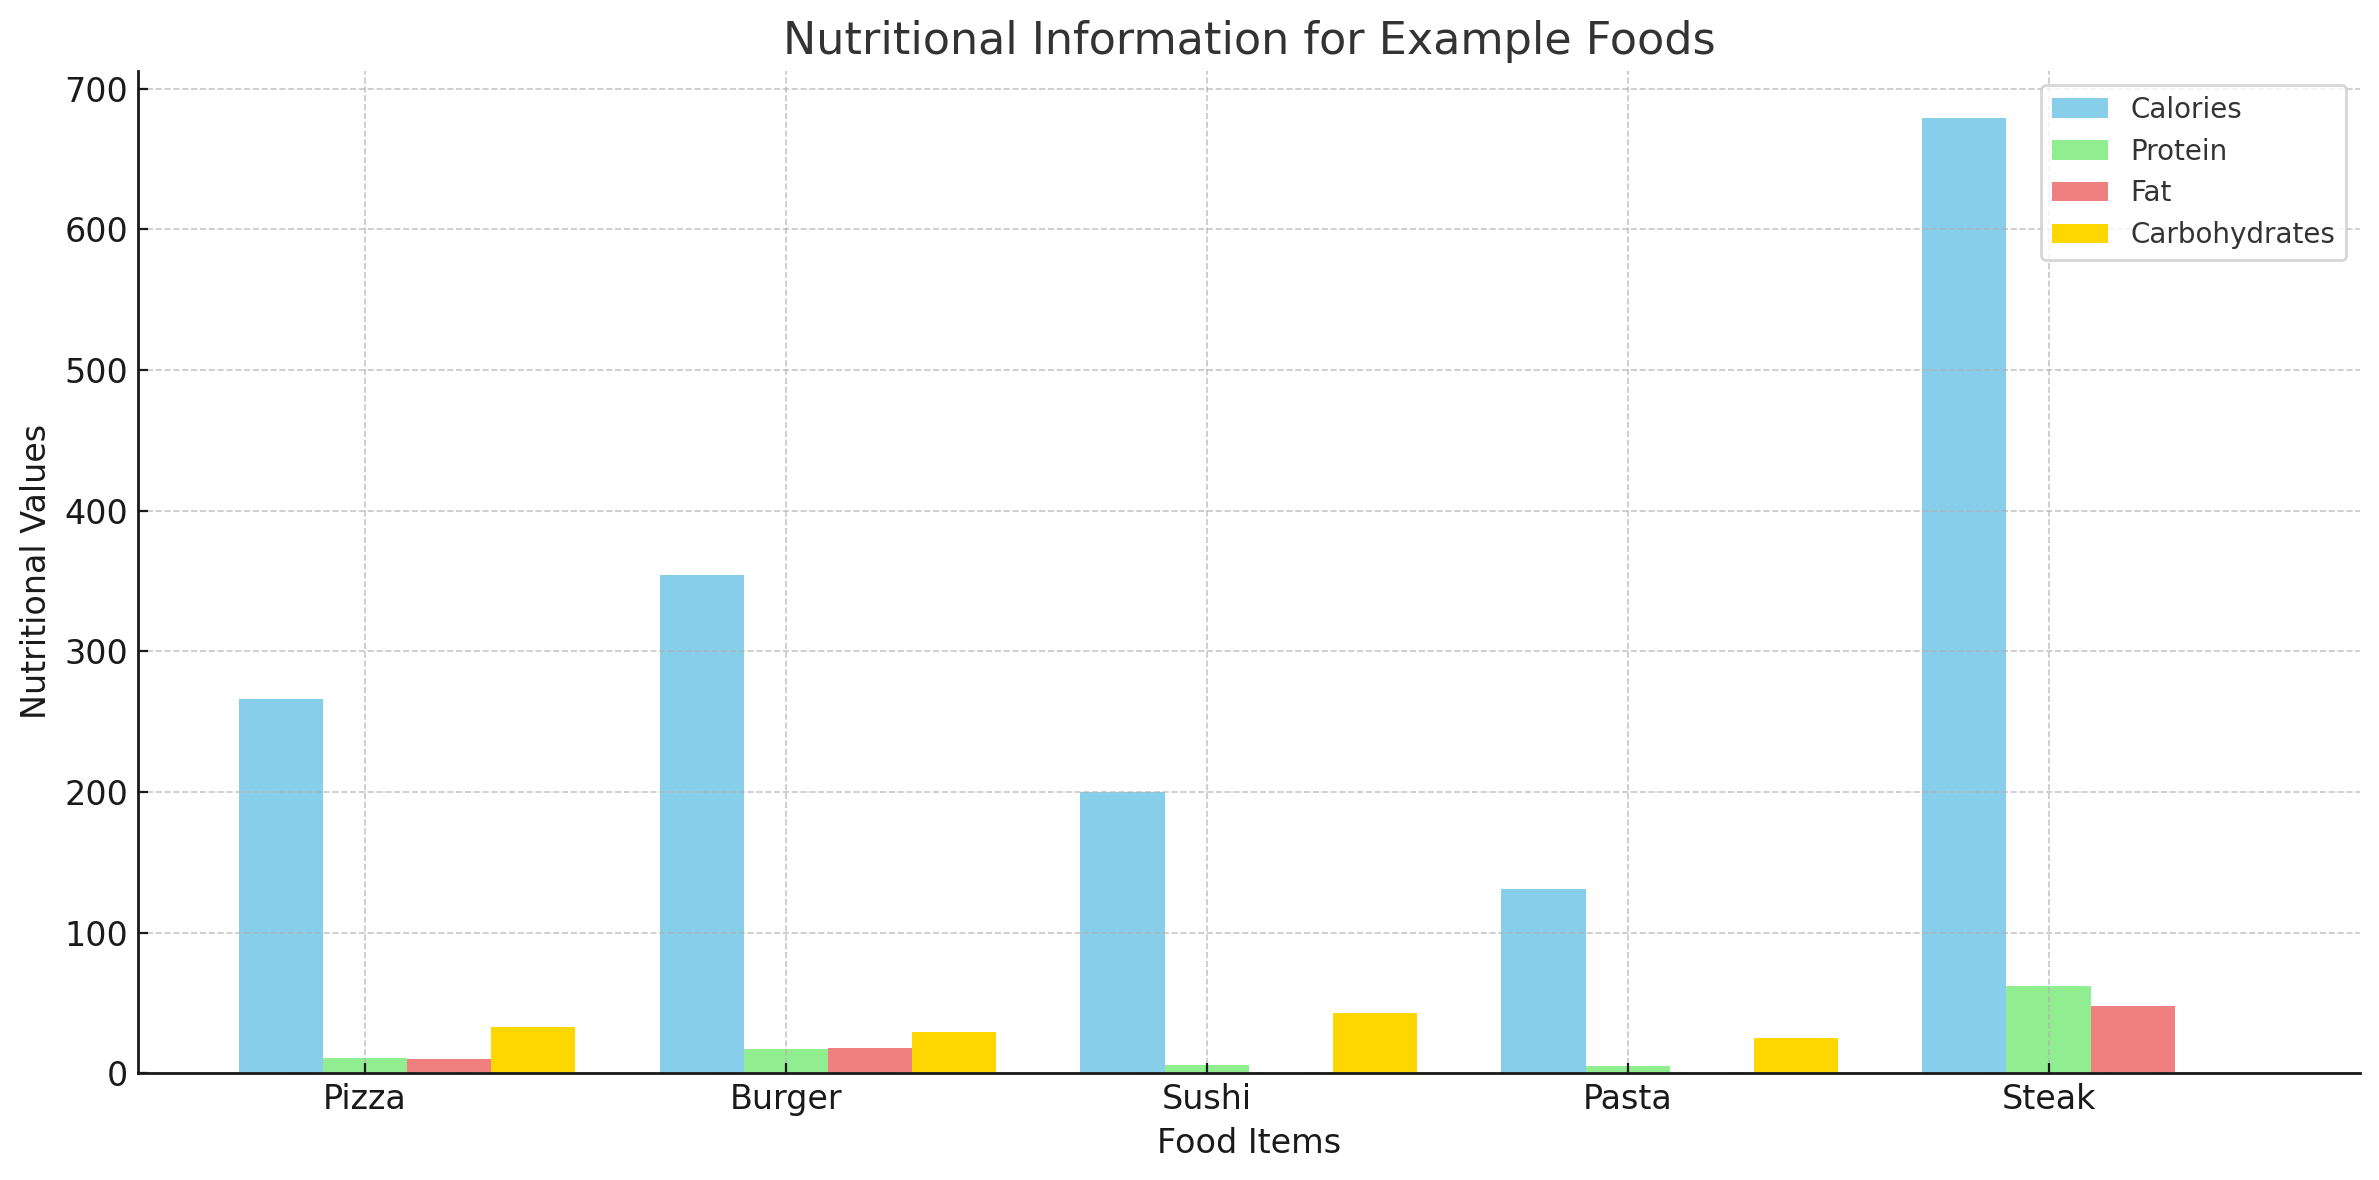 Nutritional Information for Example Foods
700
600
500
400
300
200
100
0
Nutritional Values
Calories
Protein
Fat
Carbohydrates
Pizza Burger Sushi Pasta Steak
Food Items